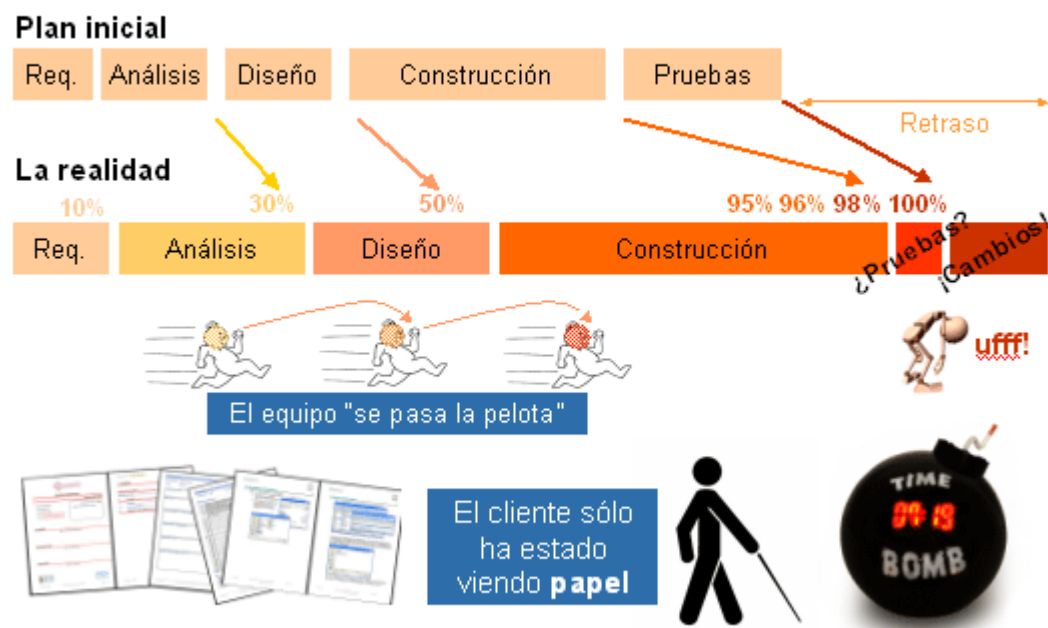 Plan inicial
Req. Análisis Diseño Construcción Pruebas
Retraso
La realidad
10% 30% 50% 95% 96% 98% 100%
Req. Análisis Diseño Construcción ¿Pruebas? ¡Cambios!
ufff!
El equipo "se pasa la pelota"
El cliente sólo
ha estado
viendo papel
TIME
04:19
BOMB